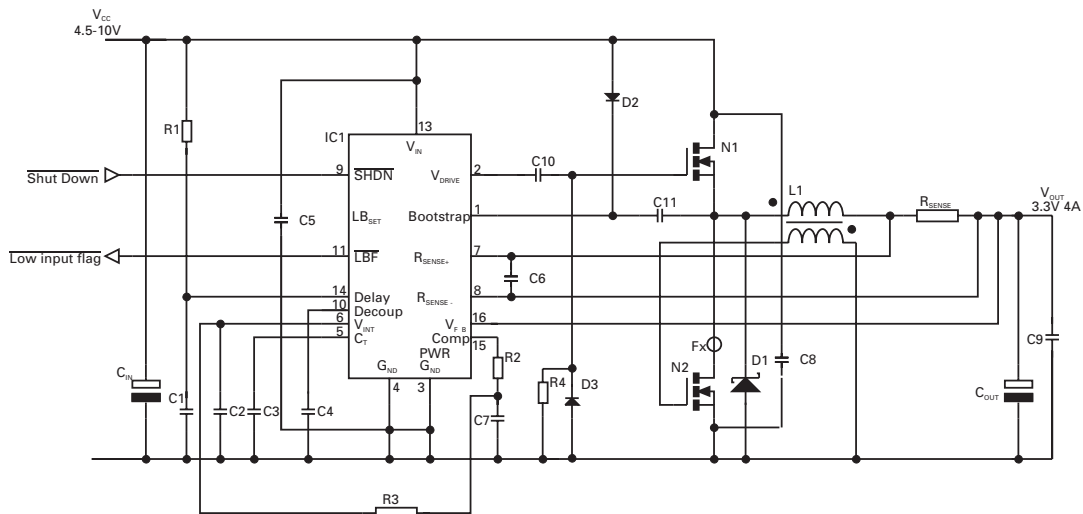 VCC
4.5-10V
R1
IC1
13
VIN
D2
N1
Shut Down
9
SHDN
VDRIVE
2
C10
L1
C5
LBSET
Bootstrap
1
C11
RSENSE
VOUT
3.3V 4A
Low input flag
11
LBF
RSENSE+
7
C6
14
Delay
RSENSE-
8
10
Decoup
6
VINT
VFB
16
5
CT
Comp
15
PWR
GND
GND
4
3
R2
Fx
N2
D1
C8
C9
CIN
C1
C2
C3
C4
C7
R4
D3
COUT
R3